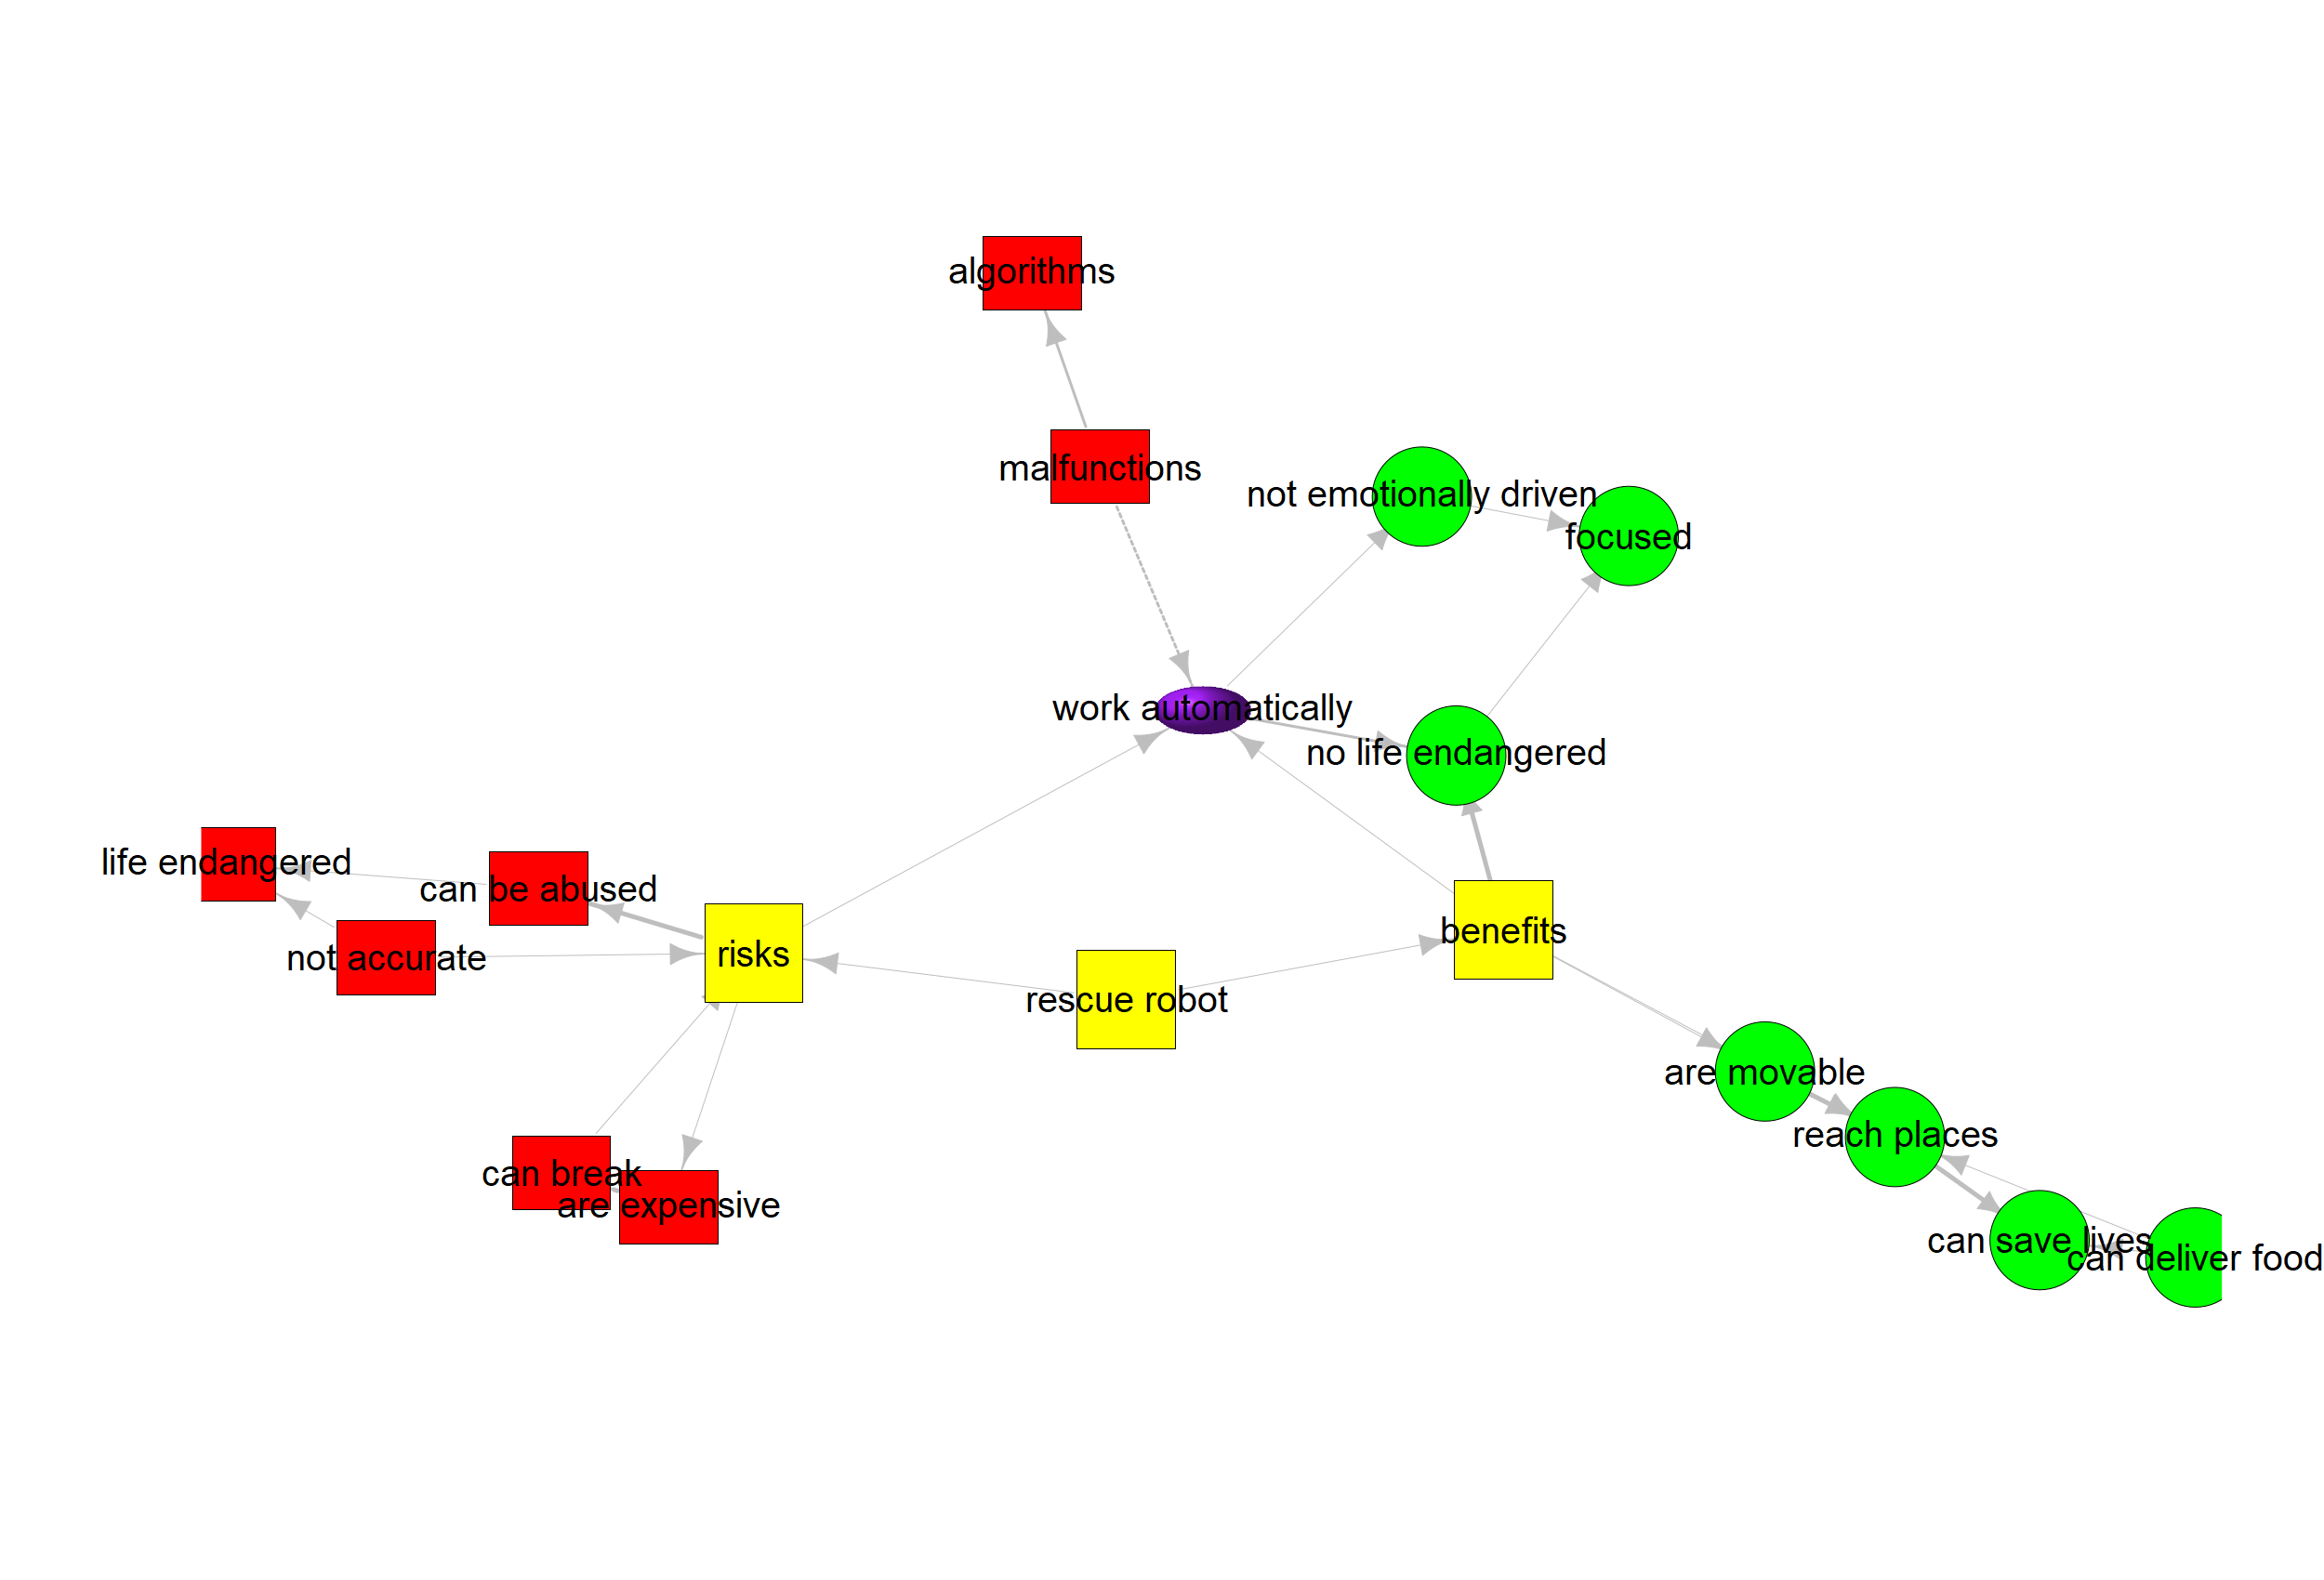 algorithms
malfunctions
not emotionally driven
focused
work automatically
no life endangered
life endangered
can be abused
not accurate
risks
benefits
rescue robot
are movable
reach places
can break
are expensive
can save lives
can deliver food